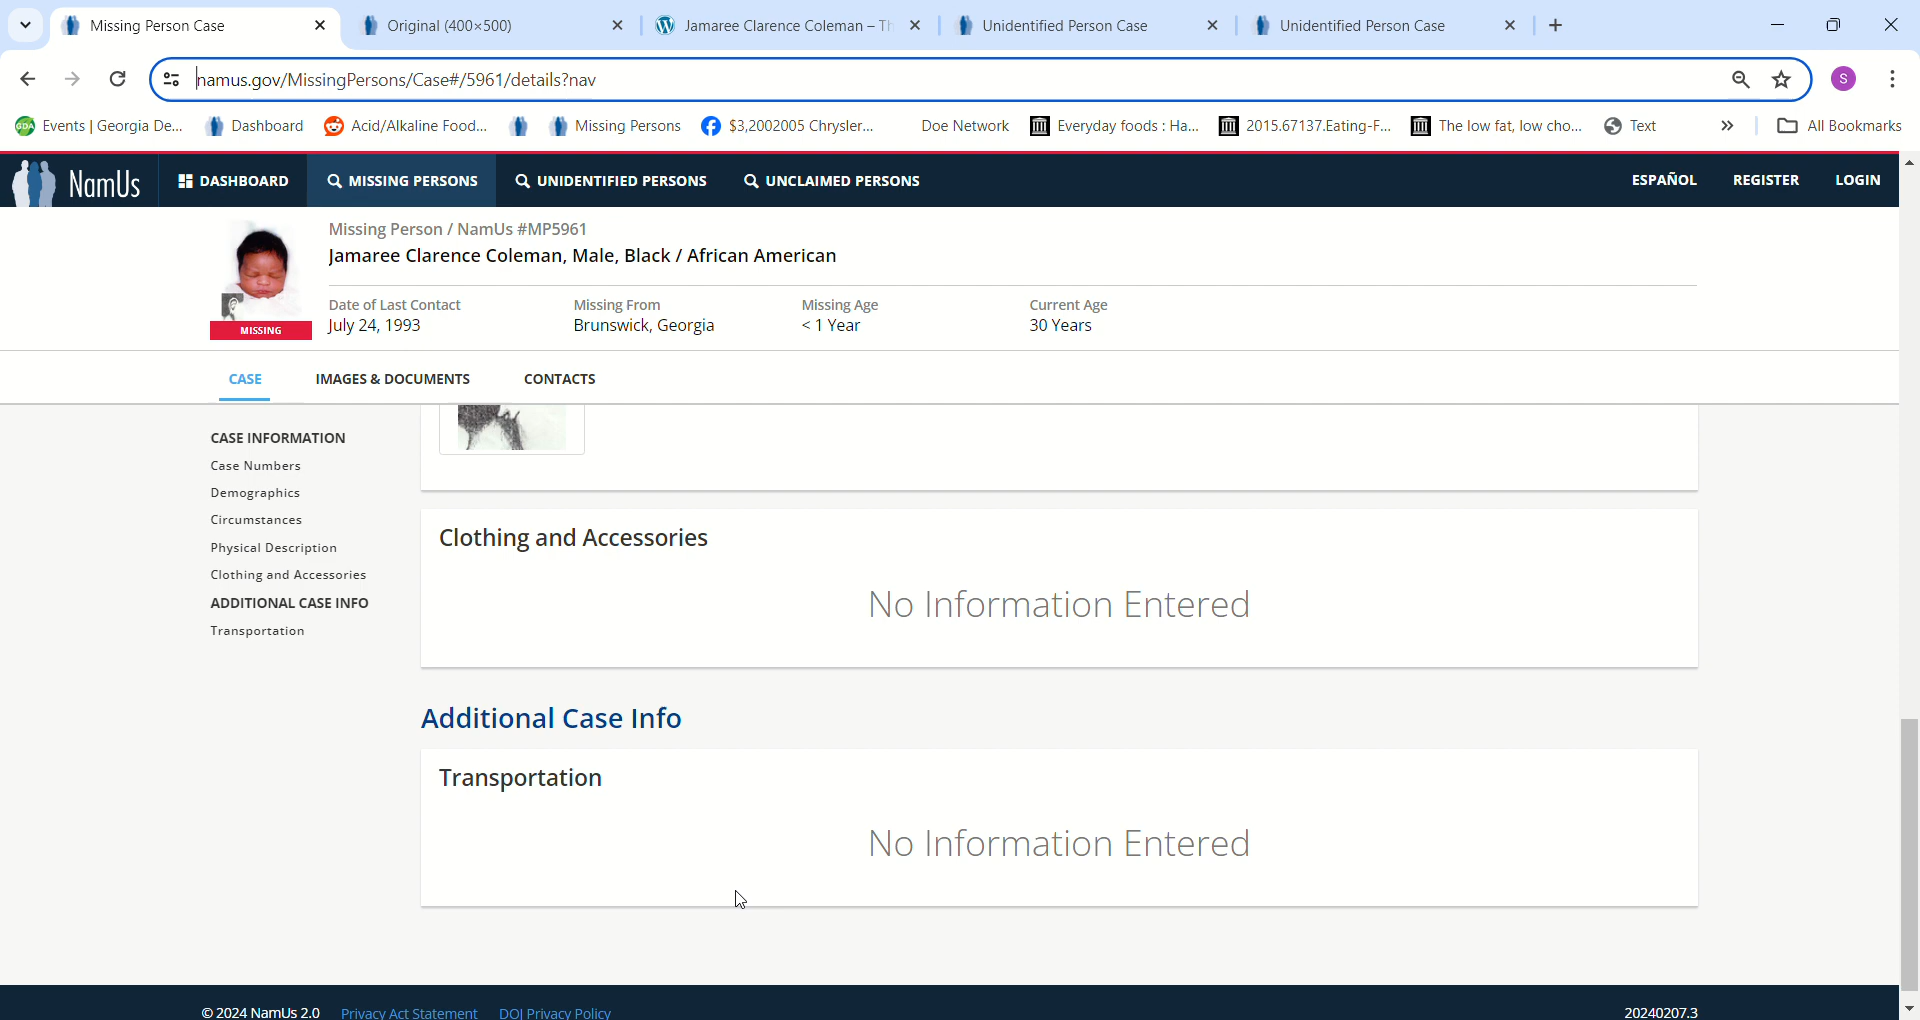 Missing Person Case
Original (400×500)
Jamaree Clarence Coleman – Th
Unidentified Person Case
Unidentified Person Case
namus.gov/MissingPersons/Case#/5961/details?nav
S
GDA Events | Georgia De...
Dashboard
Acid/Alkaline Food...
Missing Persons
$3,2002005 Chrysler...
Doe Network
Everyday foods : Ha...
2015.67137.Eating-F...
The low fat, low cho...
Text
All Bookmarks
NamUs
DASHBOARD
MISSING PERSONS
UNIDENTIFIED PERSONS
UNCLAIMED PERSONS
ESPAÑOL
REGISTER
LOGIN
MISSING
Missing Person / NamUs #MP5961
Jamaree Clarence Coleman, Male, Black / African American
Date of Last Contact
July 24, 1993
Missing From
Brunswick, Georgia
Missing Age
< 1 Year
Current Age
30 Years
CASE
IMAGES & DOCUMENTS
CONTACTS
CASE INFORMATION
Case Numbers
Demographics
Circumstances
Physical Description
Clothing and Accessories
ADDITIONAL CASE INFO
Transportation
Clothing and Accessories
No Information Entered
Additional Case Info
Transportation
No Information Entered
© 2024 NamUs 2.0
Privacy Act Statement
DOJ Privacy Policy
20240207.3